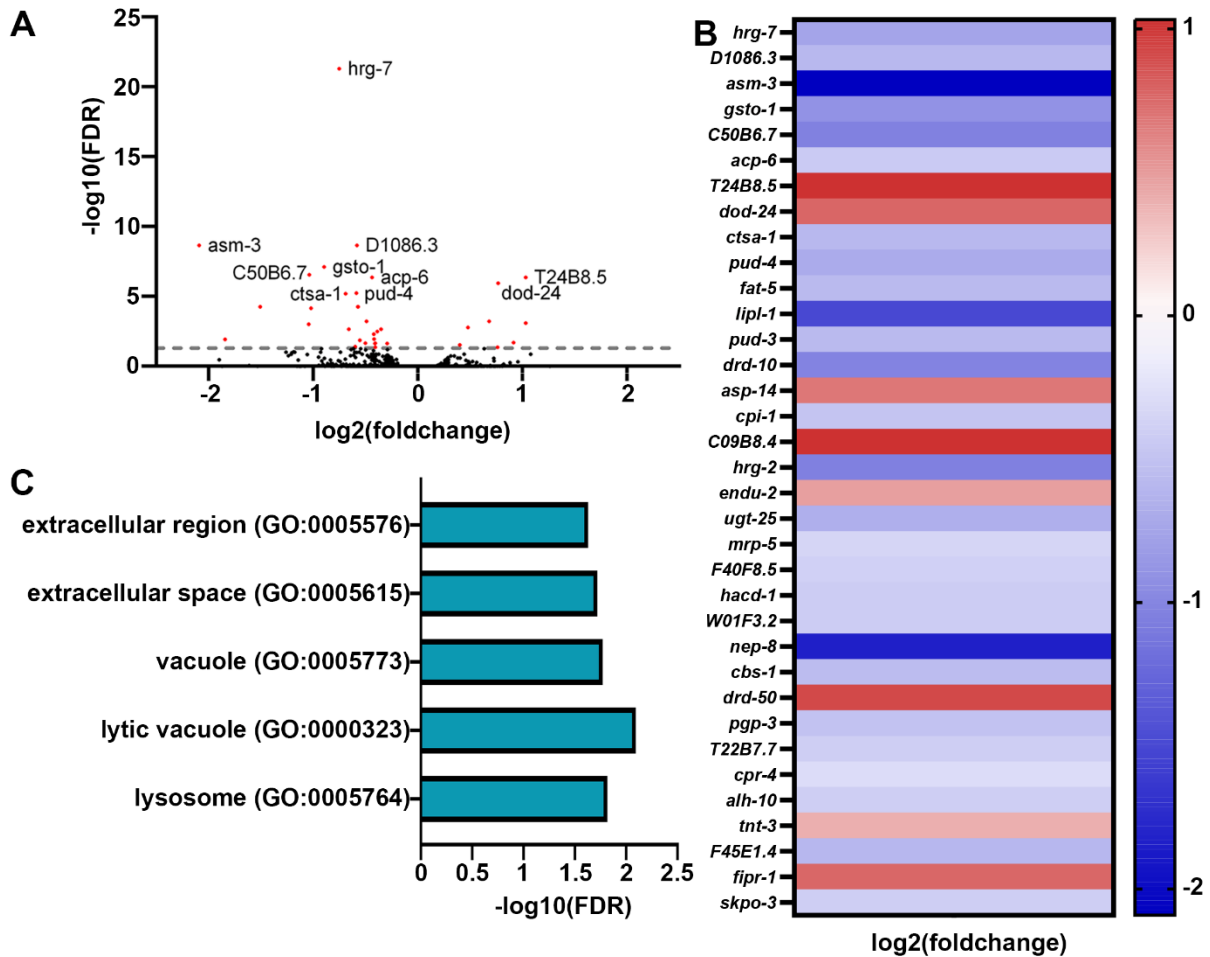 A
25
20
15
10
5
0
-log10(FDR)
hrg-7
asm-3
D1086.3
C50B6.7
gsto-1
acp-6
T24B8.5
ctsa-1
pud-4
dod-24
-2
-1
0
1
2
log2(foldchange)
B
hrg-7
D1086.3
asm-3
gsto-1
C50B6.7
acp-6
T24B8.5
dod-24
ctsa-1
pud-4
fat-5
lipl-1
pud-3
drd-10
asp-14
cpi-1
C09B8.4
hrg-2
endu-2
ugt-25
mrp-5
F40F8.5
hacd-1
W01F3.2
nep-8
cbs-1
drd-50
pgp-3
T22B7.7
cpr-4
alh-10
tnt-3
F45E1.4
fipr-1
skpo-3
log2(foldchange)
1
0
-1
-2
C
extracellular region (GO:0005576)
extracellular space (GO:0005615)
vacuole (GO:0005773)
lytic vacuole (GO:0000323)
lysosome (GO:0005764)
0
0.5
1
1.5
2
2.5
-log10(FDR)